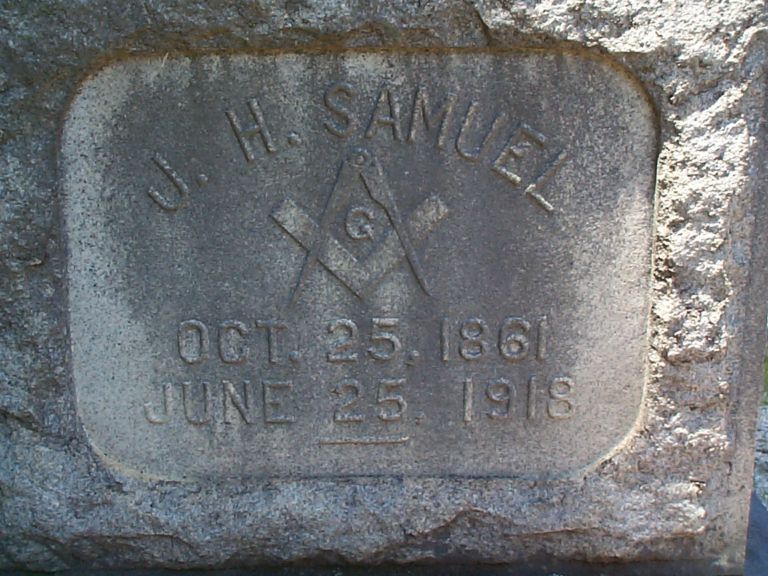 J. H. SAMUEL
G
OCT. 25, 1861
JUNE 25, 1918